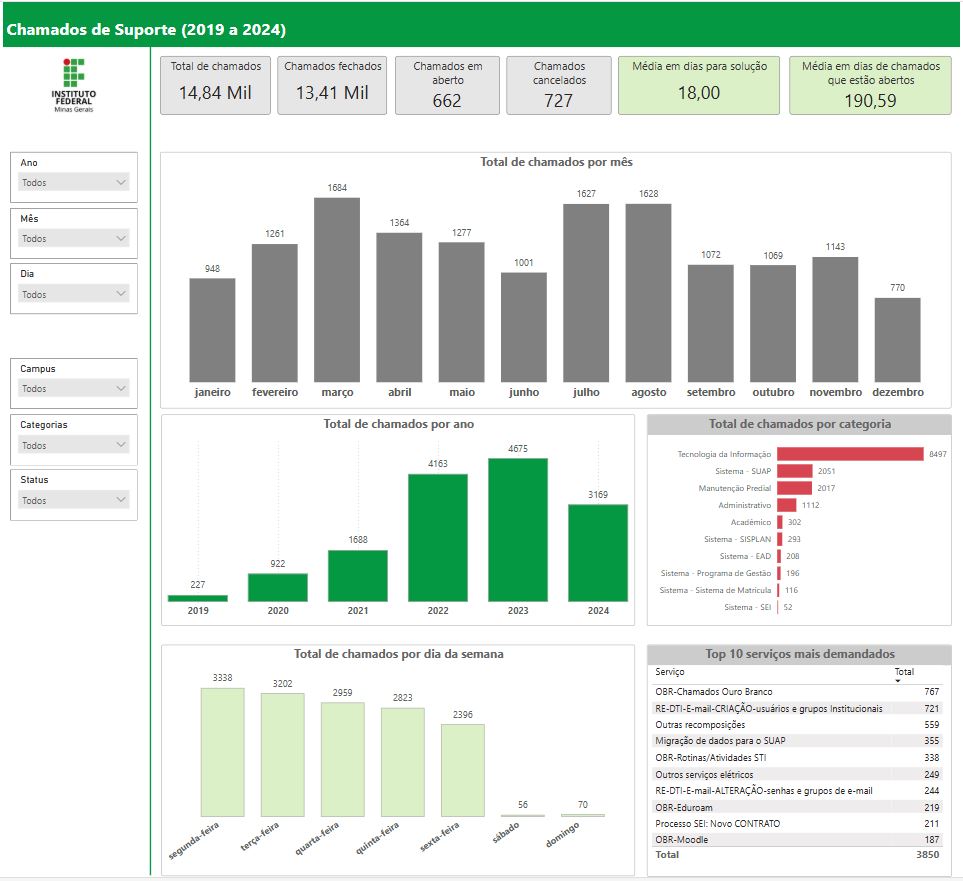 Chamados de Suporte (2019 a 2024)
INSTITUTO
FEDERAL
Minas Gerais
Total de chamados
14,84 Mil
Chamados fechados
13,41 Mil
Chamados em
aberto
662
Chamados
cancelados
727
Média em dias para solução
18,00
Média em dias de chamados
que estão abertos
190,59
Ano
Todos
Mês
Todos
Dia
Todos
Campus
Todos
Categorias
Todos
Status
Todos
Total de chamados por mês
948
1261
1684
1364
1277
1001
1627
1628
1072
1069
1143
770
janeiro
fevereiro
março
abril
maio
junho
julho
agosto
setembro
outubro
novembro
dezembro
Total de chamados por ano
227
922
1688
4163
4675
3169
2019
2020
2021
2022
2023
2024
Total de chamados por categoria
Tecnologia da Informação 8497
Sistema - SUAP 2051
Manutenção Predial 2017
Administrativo 1112
Acadêmico 302
Sistema - SISPLAN 293
Sistema - EAD 208
Sistema - Programa de Gestão 196
Sistema - Sistema de Matrícula 116
Sistema - SEI 52
Total de chamados por dia da semana
3338
3202
2959
2823
2396
56
70
segunda-feira
terça-feira
quarta-feira
quinta-feira
sexta-feira
sábado
domingo
Top 10 serviços mais demandados
Serviço Total
OBR-Chamados Ouro Branco 767
RE-DTI-E-mail-CRIAÇÃO-usuários e grupos Institucionais 721
Outras recomposições 559
Migração de dados para o SUAP 355
OBR-Rotinas/Atividades STI 338
Outros serviços elétricos 249
RE-DTI-E-mail-ALTERAÇÃO-senhas e grupos de e-mail 244
OBR-Eduroam 219
Processo SEI: Novo CONTRATO 211
OBR-Moodle 187
Total 3850